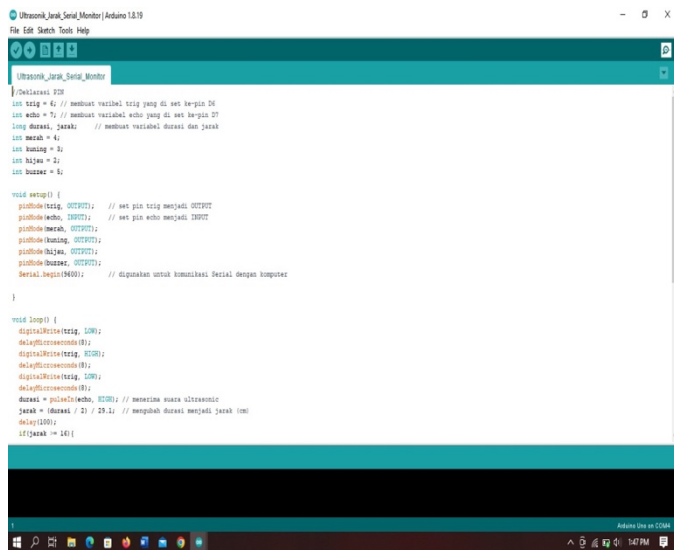 Ultrasonik_Jarak_Serial_Monitor | Arduino 1.8.19
File Edit Sketch Tools Help
Ultrasonik_Jarak_Serial_Monitor
//Deklarasi PIN
int trig = 6; // membuat varibel trig yang di set ke-pin D6
int echo = 7; // membuat variabel echo yang di set ke-pin D7
long durasi, jarak; // membuat variabel durasi dan jarak
int merah = 4;
int kuning = 3;
int hijau = 2;
int buzzer = 5;
void setup() {
pinMode(trig, OUTPUT); // set pin trig menjadi OUTPUT
pinMode(echo, INPUT); // set pin echo menjadi INPUT
pinMode(merah, OUTPUT);
pinMode(kuning, OUTPUT);
pinMode(hijau, OUTPUT);
pinMode(buzzer, OUTPUT);
Serial.begin(9600); // digunakan untuk komunikasi Serial dengan komputer
}
void loop() {
digitalWrite(trig, LOW);
delayMicroseconds(8);
digitalWrite(trig, HIGH);
delayMicroseconds(8);
digitalWrite(trig, LOW);
delayMicroseconds(8);
durasi = pulseIn(echo, HIGH); // menerima suara ultrasonic
jarak = (durasi / 2) / 29.1; // mengubah durasi menjadi jarak (cm)
delay(100);
if(jarak >= 16){
1
Arduino Uno on COM4
1:47 PM